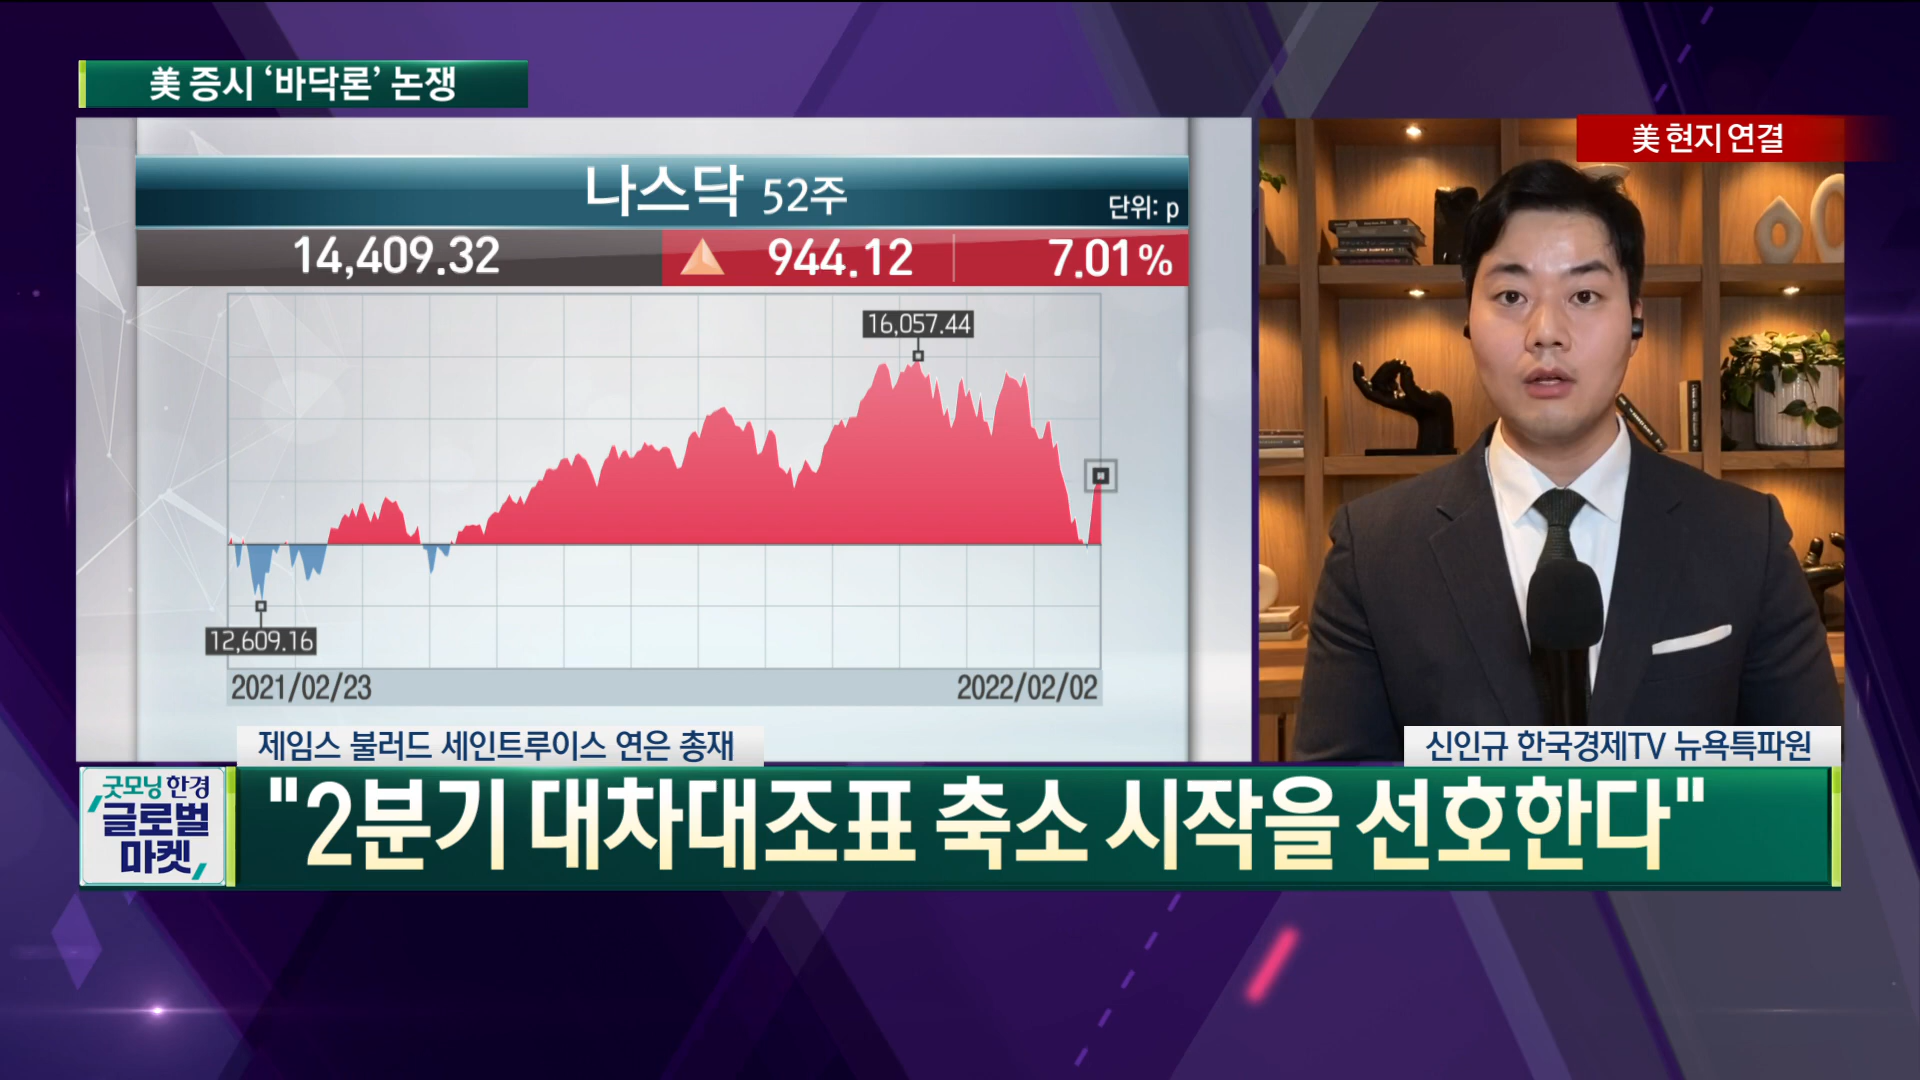 美 증시 ‘바닥론’ 논쟁
美 현지 연결
나스닥 52주
단위: p
14,409.32 944.12 7.01%
16,057.44
12,609.16
2021/02/23 2022/02/02
제임스 불러드 세인트루이스 연은 총재
신인규 한국경제TV 뉴욕특파원
굿모닝 한경
글로벌
마켓
"2분기 대차대조표 축소 시작을 선호한다"